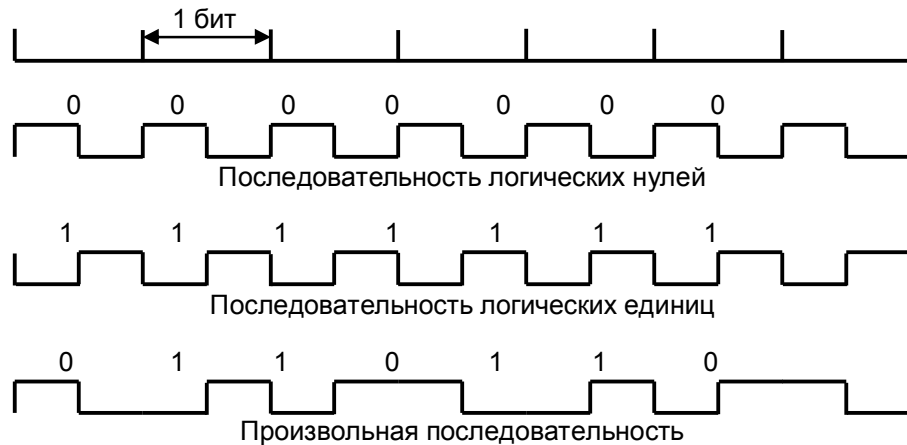 1 бит
0 0 0 0 0 0 0
Последовательность логических нулей
1 1 1 1 1 1 1
Последовательность логических единиц
0 1 1 0 1 1 0
Произвольная последовательность